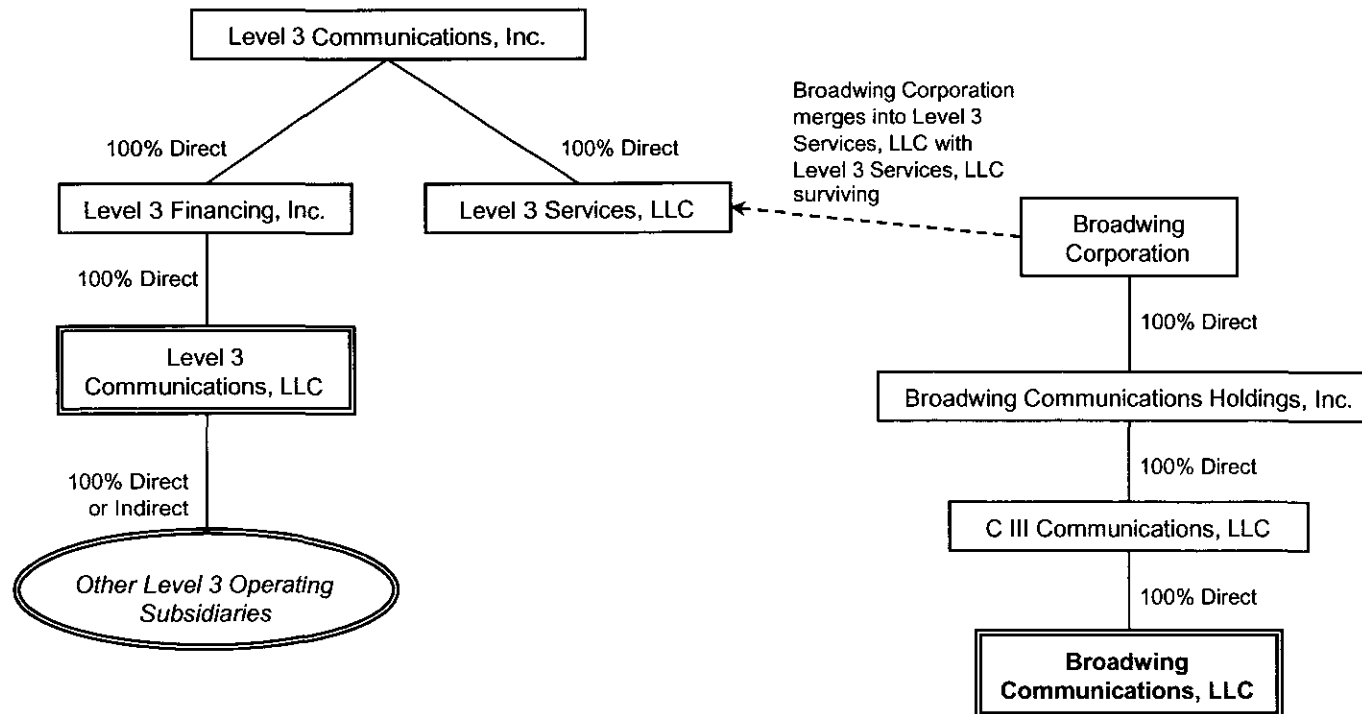 Level 3 Communications, Inc.
100% Direct
100% Direct
Broadwing Corporation
merges into Level 3
Services, LLC with
Level 3 Services, LLC
surviving
Level 3 Financing, Inc.
Level 3 Services, LLC
Broadwing
Corporation
100% Direct
100% Direct
Level 3
Communications, LLC
Broadwing Communications Holdings, Inc.
100% Direct
or Indirect
100% Direct
C III Communications, LLC
Other Level 3 Operating
Subsidiaries
100% Direct
Broadwing
Communications, LLC